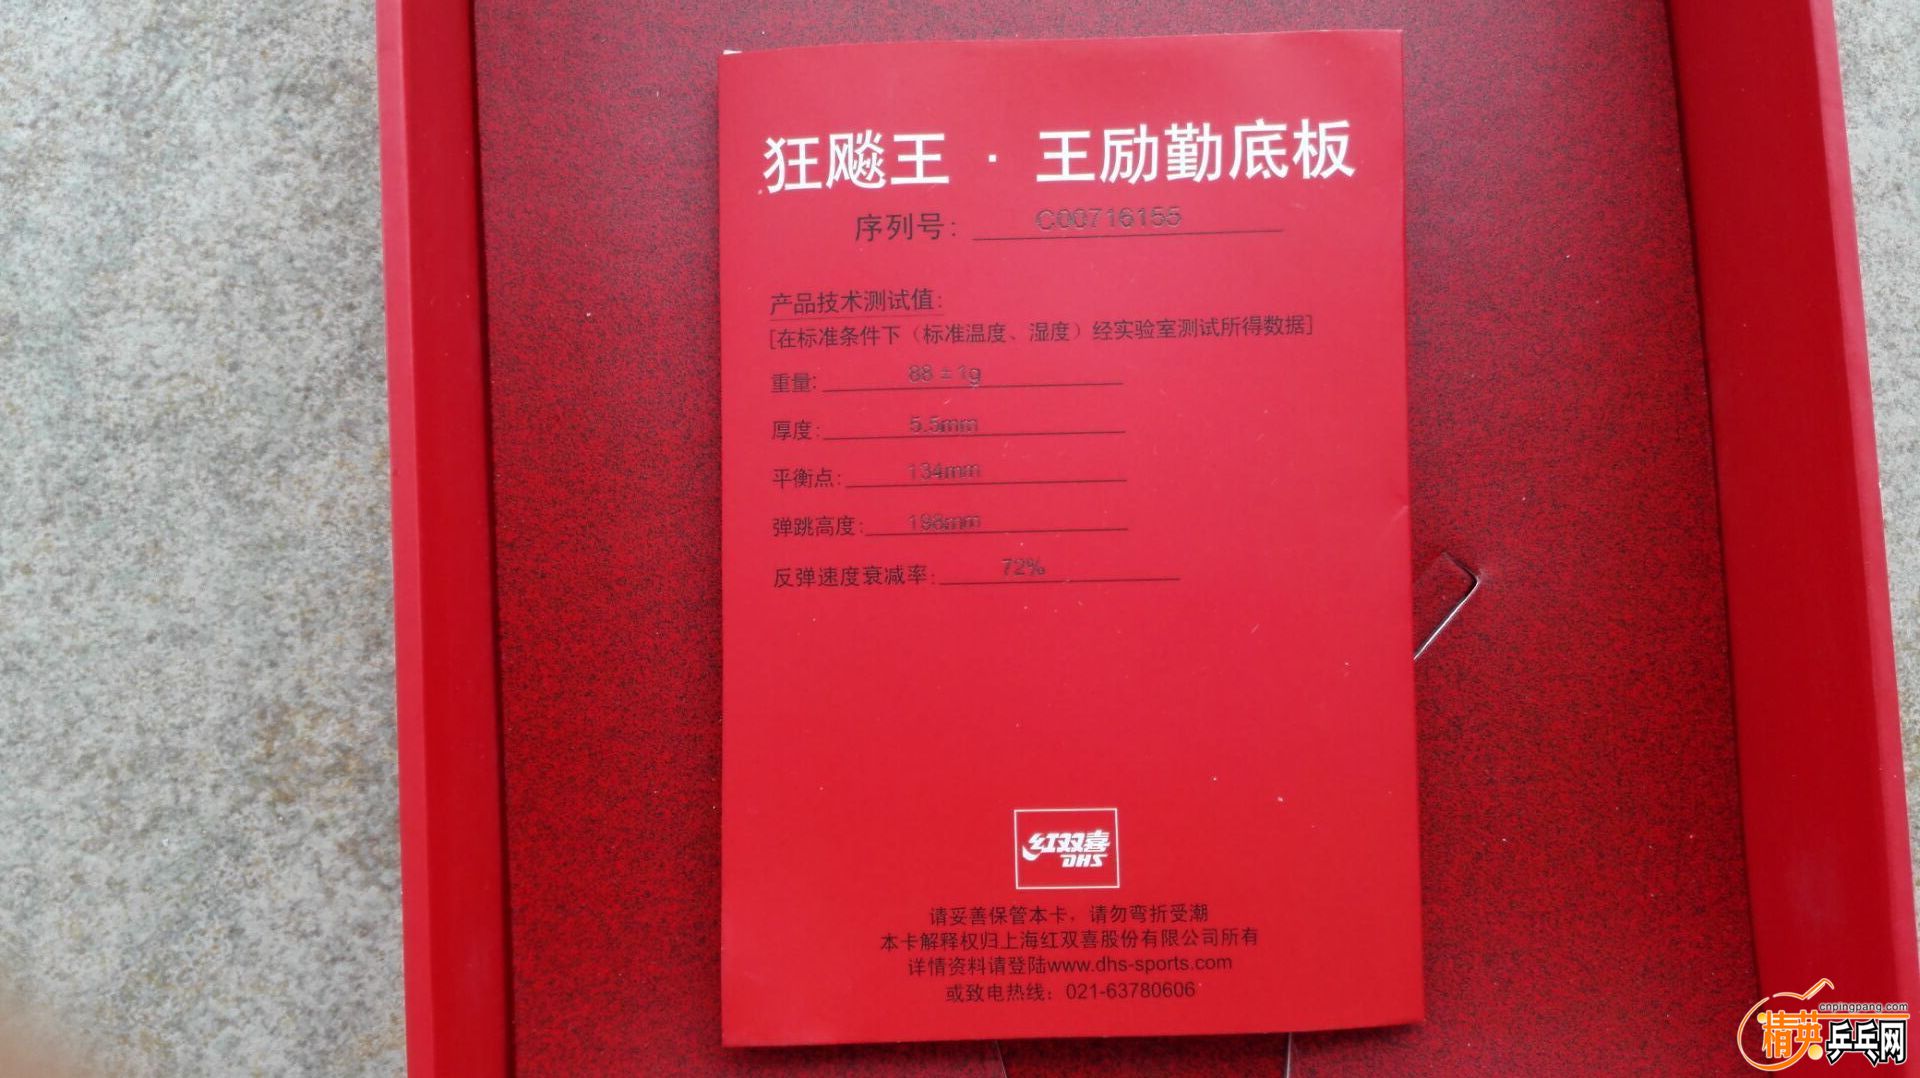 狂飚王 · 王励勤底板
序列号： C00716155
产品技术测试值：
[在标准条件下（标准温度、湿度）经实验室测试所得数据]
重量: 88±1g
厚度: 5.5mm
平衡点: 134mm
弹跳高度: 198mm
反弹速度衰减率: 72%
红双喜
DHS
请妥善保管本卡，请勿弯折受潮
本卡解释权归上海红双喜股份有限公司所有
详情资料请登陆www.dhs-sports.com
或致电热线：021-63780606
cnpingpang.com
精英乒乓网